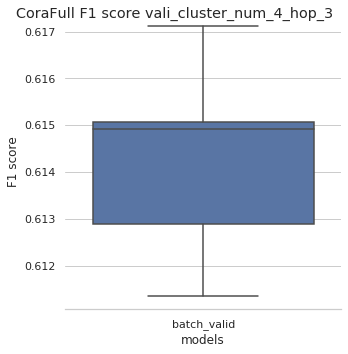 CoraFull F1 score vali_cluster_num_4_hop_3
0.617
0.616
0.615
0.614
0.613
0.612
F1 score
batch_valid
models